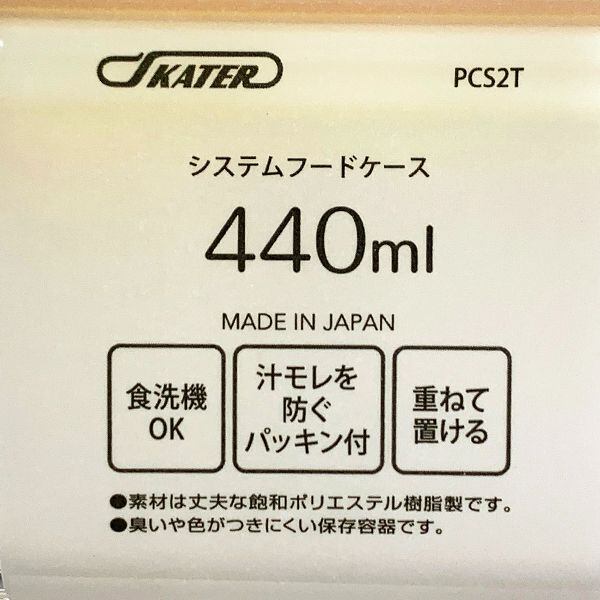 SKATER
PCS2T
システムフードケース
440ml
MADE IN JAPAN
食洗機
OK
汁モレを
防ぐ
パッキン付
重ねて
置ける
●素材は丈夫な飽和ポリエステル樹脂製です。
●臭いや色がつきにくい保存容器です。